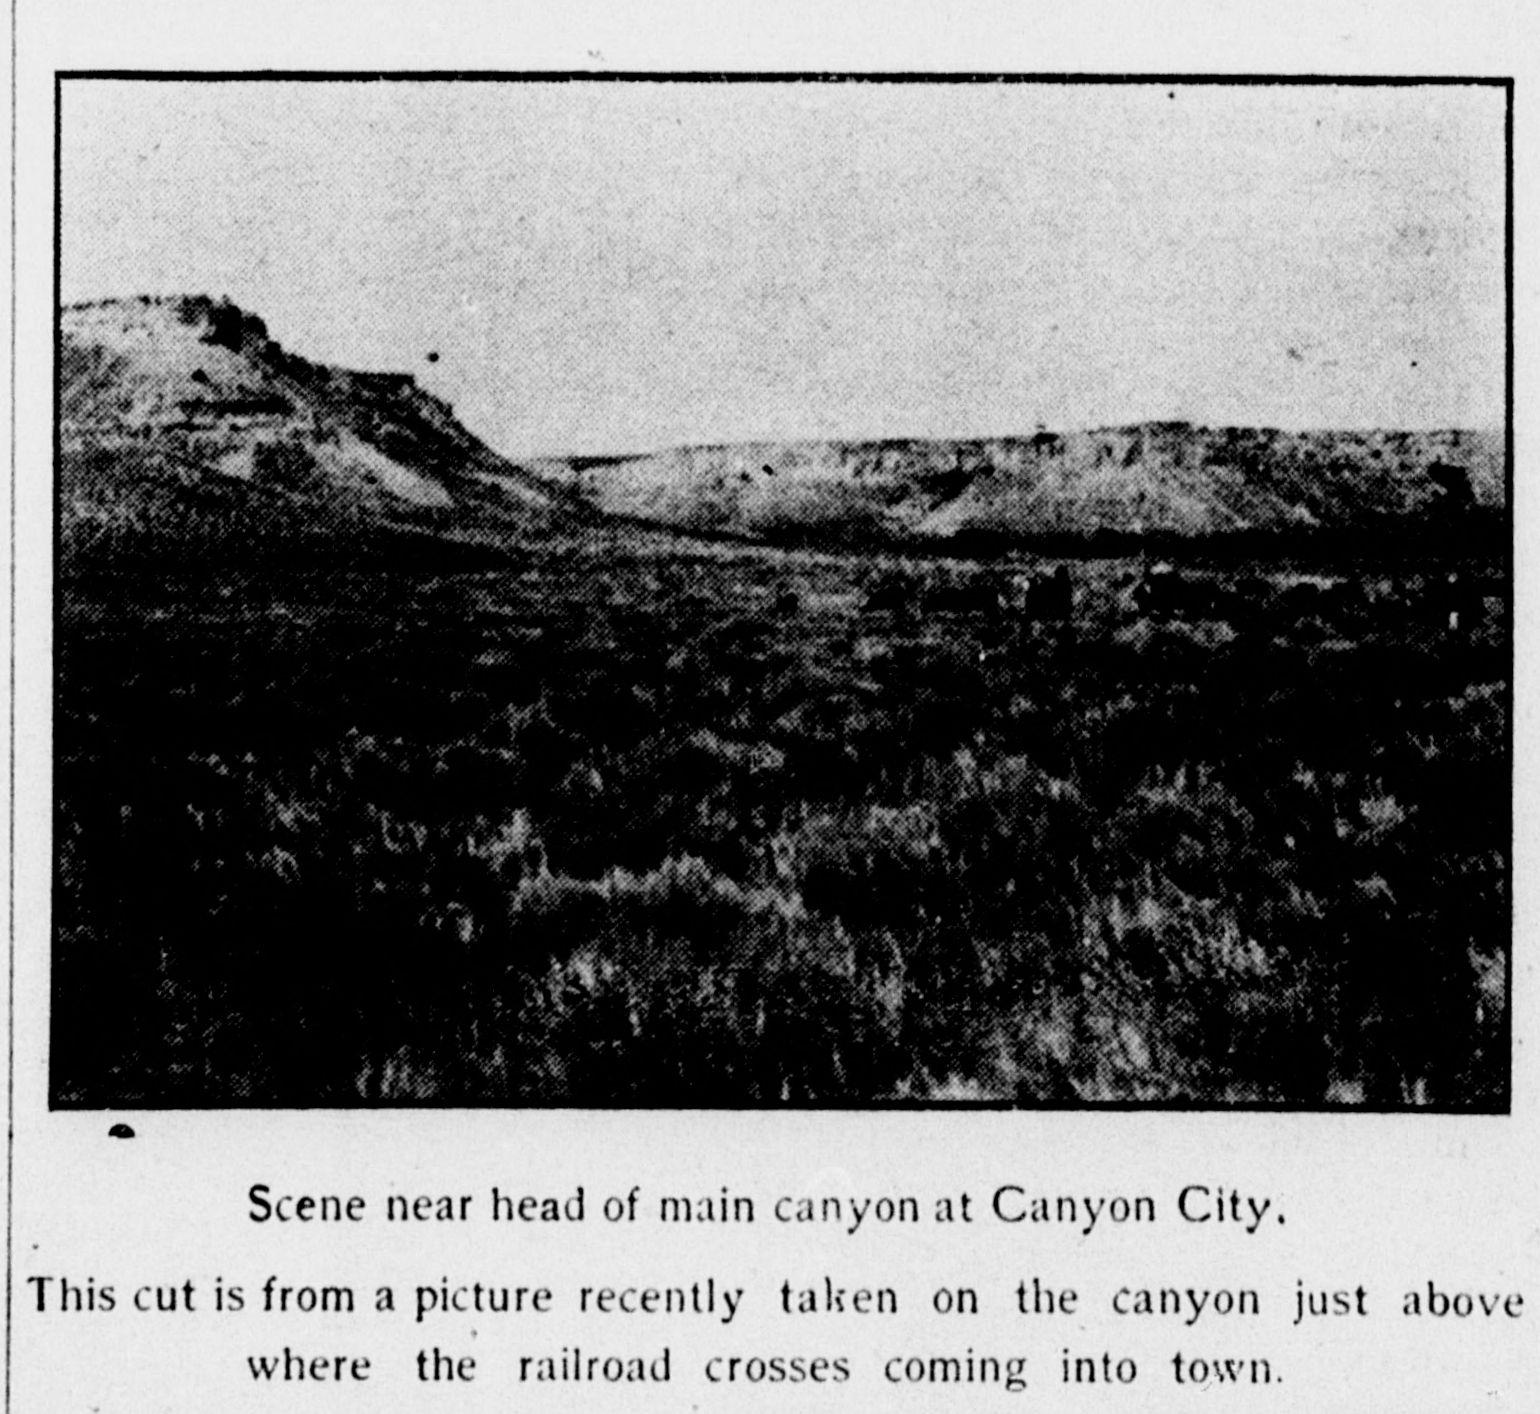 Scene near head of main canyon at Canyon City.
This cut is from a picture recently taken on the canyon just above
where the railroad crosses coming into town.